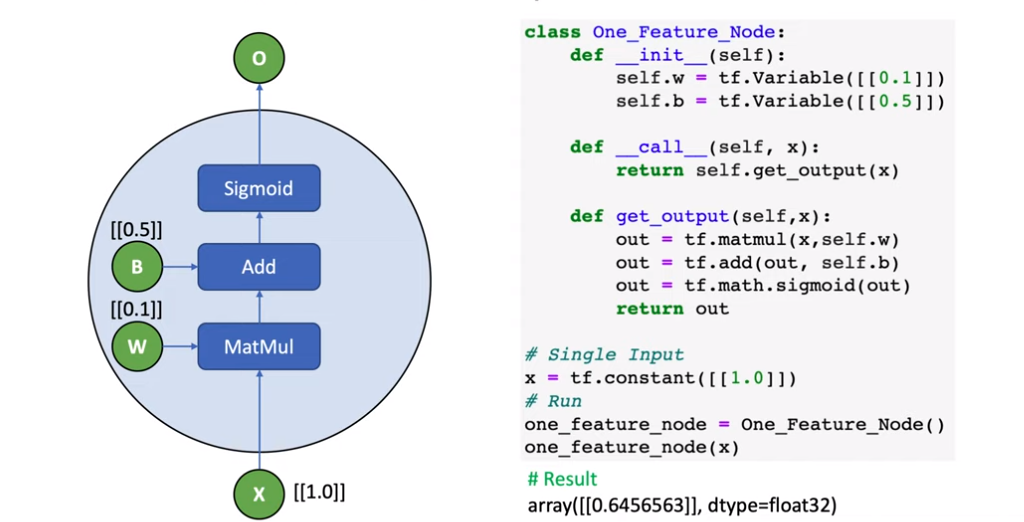 O
Sigmoid
[[0.5]]
B
Add
[[0.1]]
W
MatMul
X
[[1.0]]
class One_Feature_Node:
    def __init__(self):
        self.w = tf.Variable([[0.1]])
        self.b = tf.Variable([[0.5]])
    def __call__(self, x):
        return self.get_output(x)
    def get_output(self,x):
        out = tf.matmul(x,self.w)
        out = tf.add(out, self.b)
        out = tf.math.sigmoid(out)
        return out
# Single Input
x = tf.constant([[1.0]])
# Run
one_feature_node = One_Feature_Node()
one_feature_node(x)
# Result
array([[0.6456563]], dtype=float32)